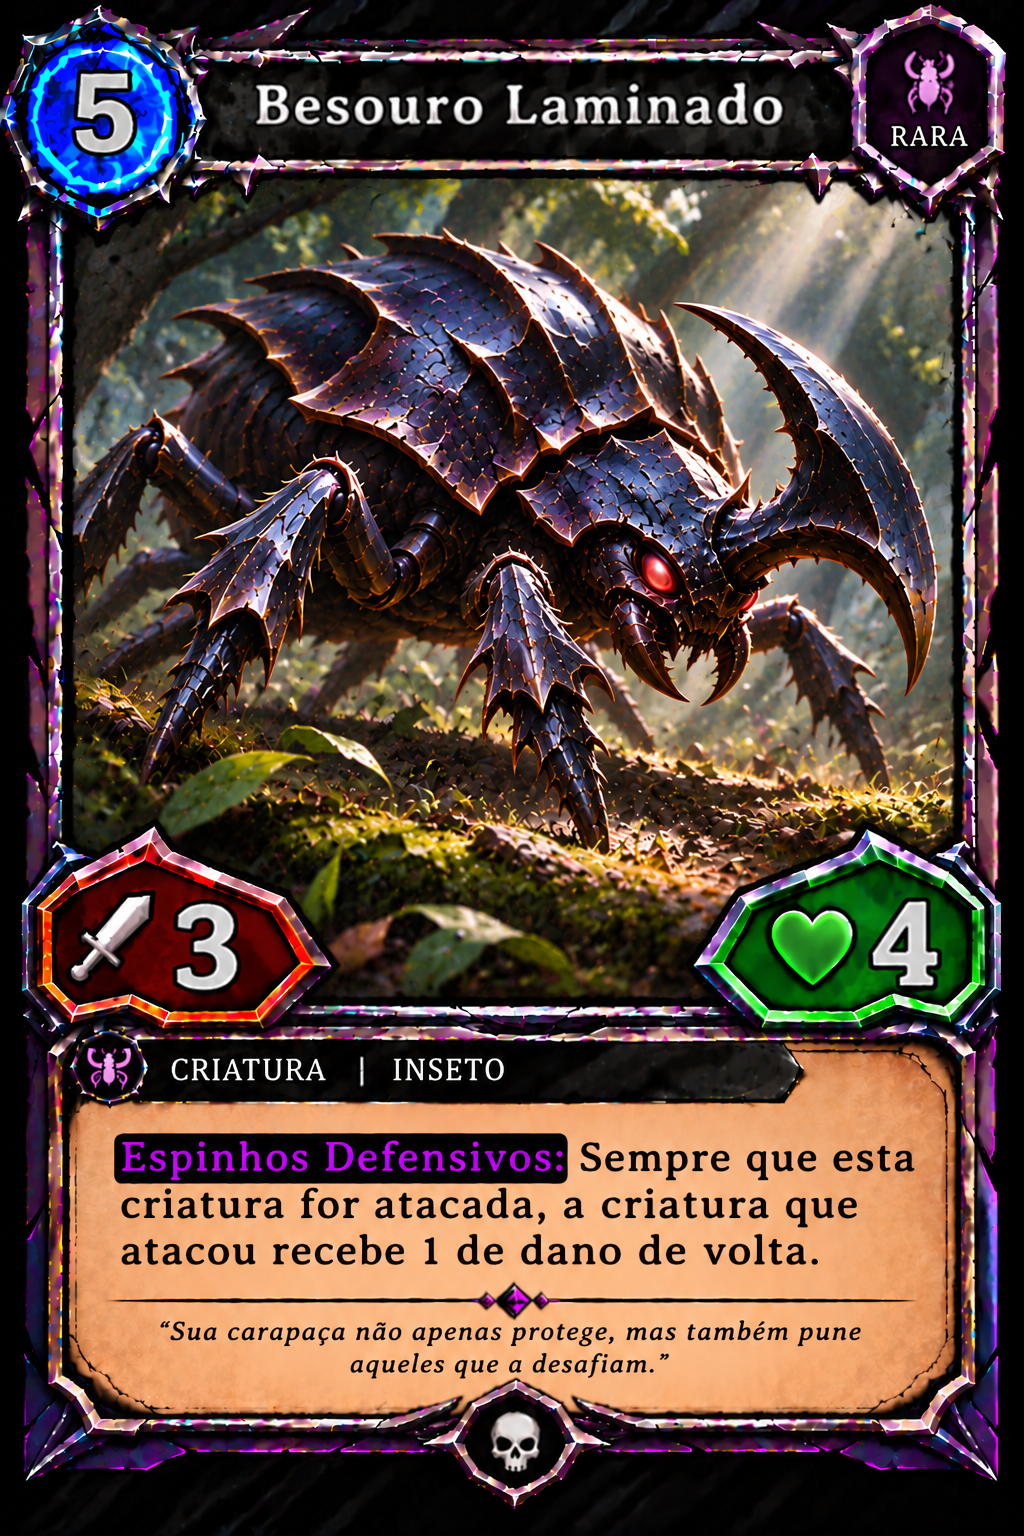 5
Besouro Laminado
RARA
3
4
CRIATURA | INSETO
Espinhos Defensivos: Sempre que esta
criatura for atacada, a criatura que
atacou recebe 1 de dano de volta.
“Sua carapaça não apenas protege, mas também pune
aqueles que a desafiam.”